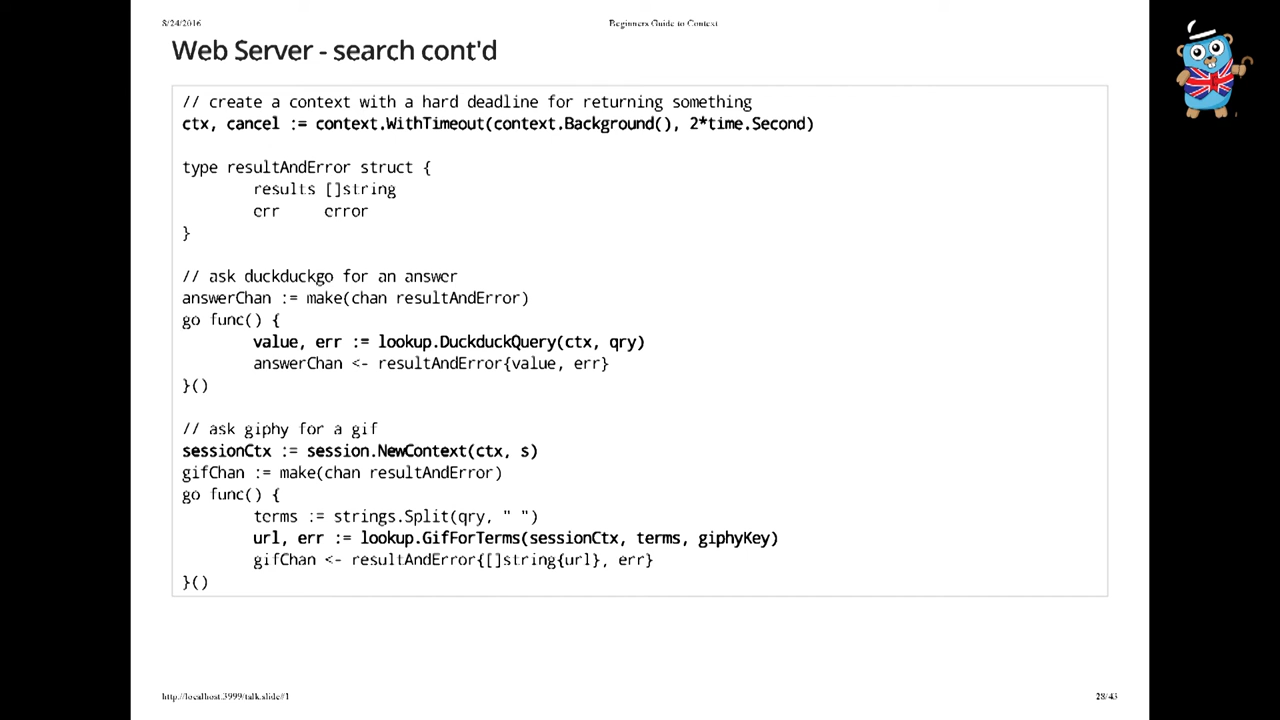 8/24/2016
Beginners Guide to Context
Web Server - search cont'd
// create a context with a hard deadline for returning something
ctx, cancel := context.WithTimeout(context.Background(), 2*time.Second)
type resultAndError struct {
results []string
err error
}
// ask duckduckgo for an answer
answerChan := make(chan resultAndError)
go func() {
value, err := lookup.DuckduckQuery(ctx, qry)
answerChan <- resultAndError{value, err}
}()
// ask giphy for a gif
sessionCtx := session.NewContext(ctx, s)
gifChan := make(chan resultAndError)
go func() {
terms := strings.Split(qry, " ")
url, err := lookup.GifForTerms(sessionCtx, terms, giphyKey)
gifChan <- resultAndError{[]string{url}, err}
}()
http://localhost:3999/talk.slide#1
28/43